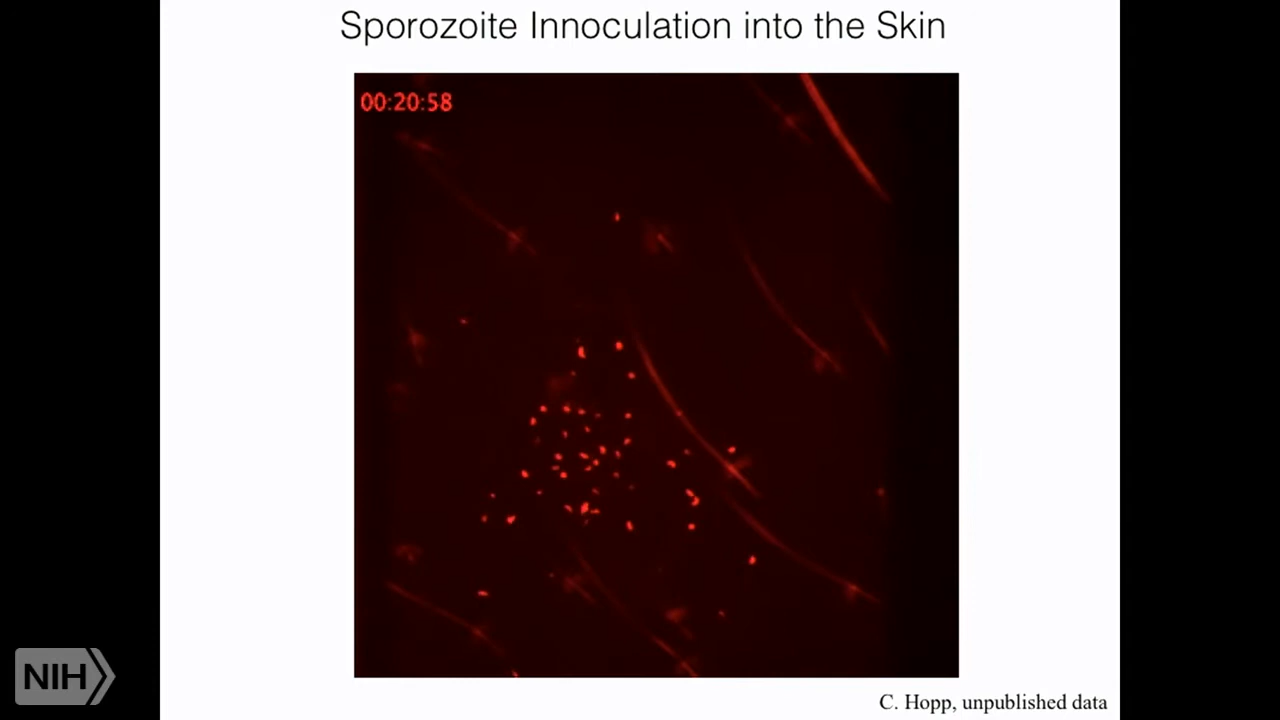 Sporozoite Innoculation into the Skin
00:20:58
NIH
C. Hopp, unpublished data